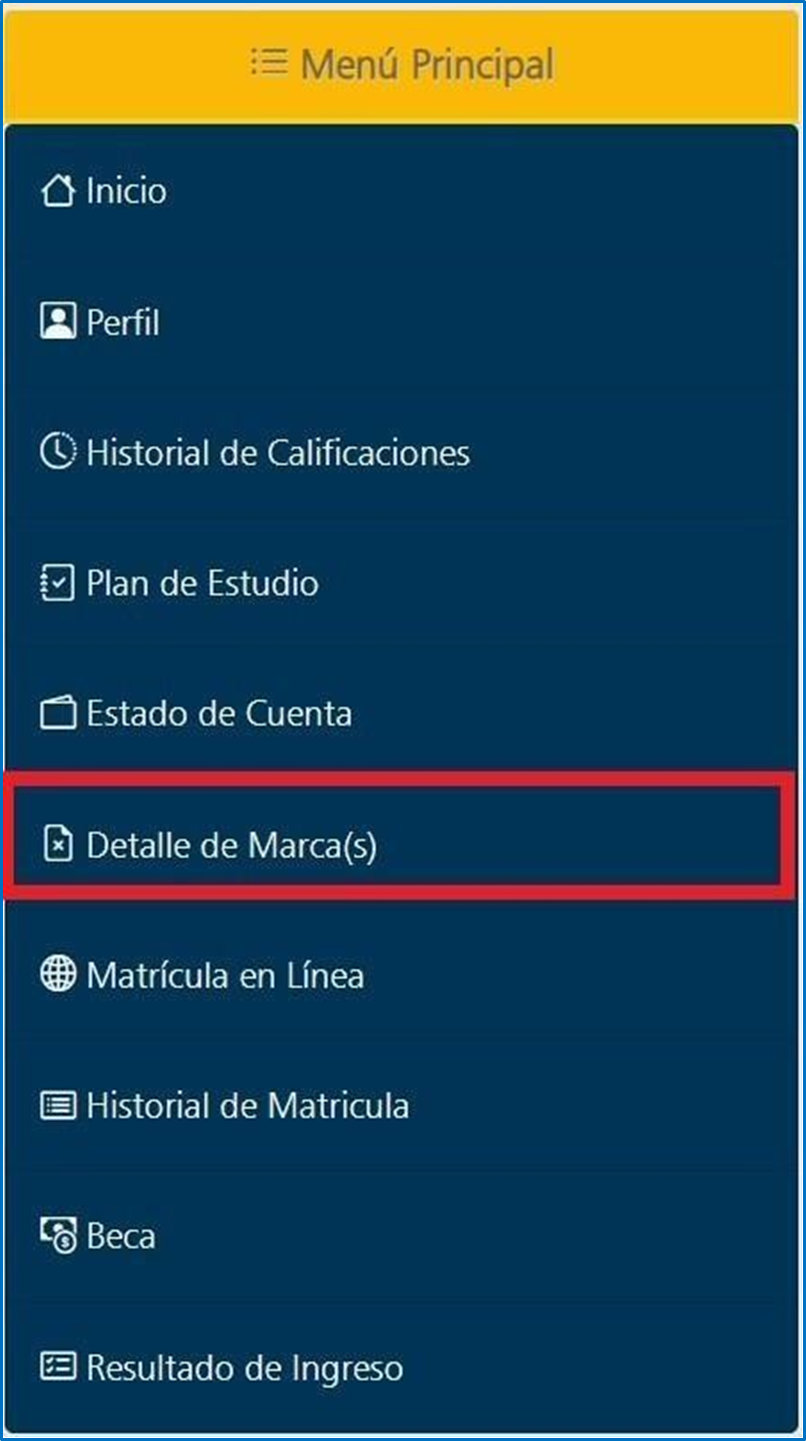 Menú Principal
Inicio
Perfil
Historial de Calificaciones
Plan de Estudio
Estado de Cuenta
Detalle de Marca(s)
Matrícula en Línea
Historial de Matricula
Beca
Resultado de Ingreso